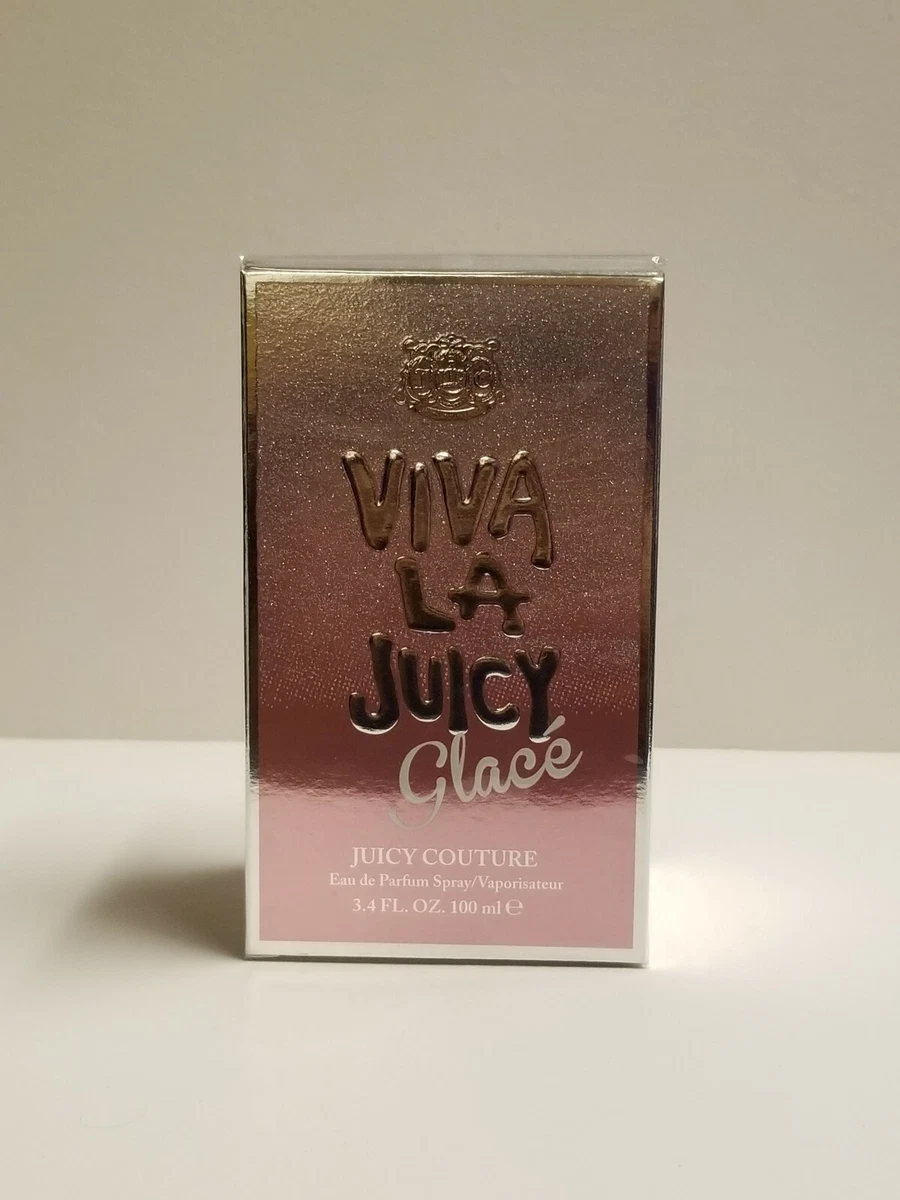 VIVA
LA
JUICY
Glacé
JUICY COUTURE
Eau de Parfum Spray/Vaporisateur
3.4 FL. OZ. 100 ml ℮